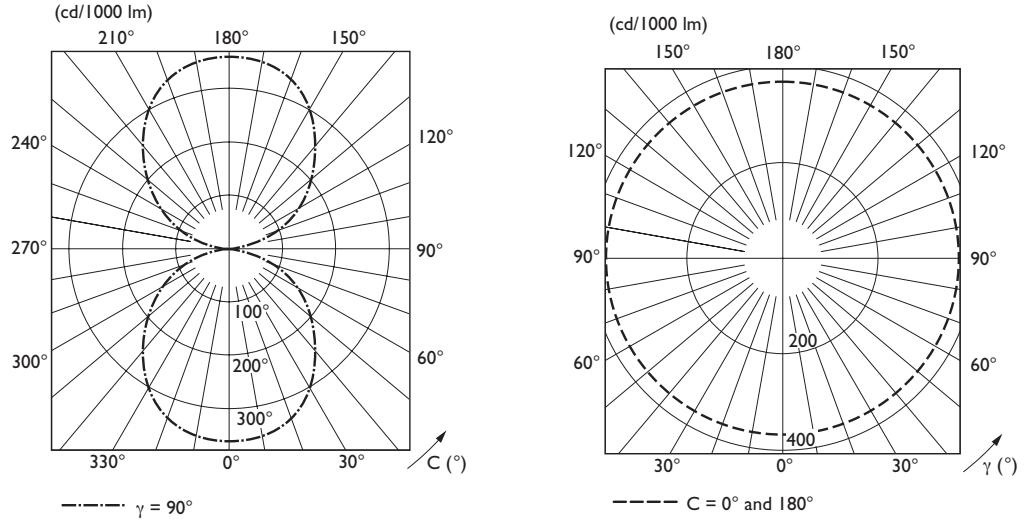 (cd/1000 lm)
210° 180° 150°
240° 120°
270° 90°
100°
300° 200° 60°
300°
330° 0° 30° C (°)
γ = 90°
(cd/1000 lm)
150° 180° 150°
120° 120°
90° 90°
200
60° 60°
400
30° 0° 30° γ (°)
C = 0° and 180°